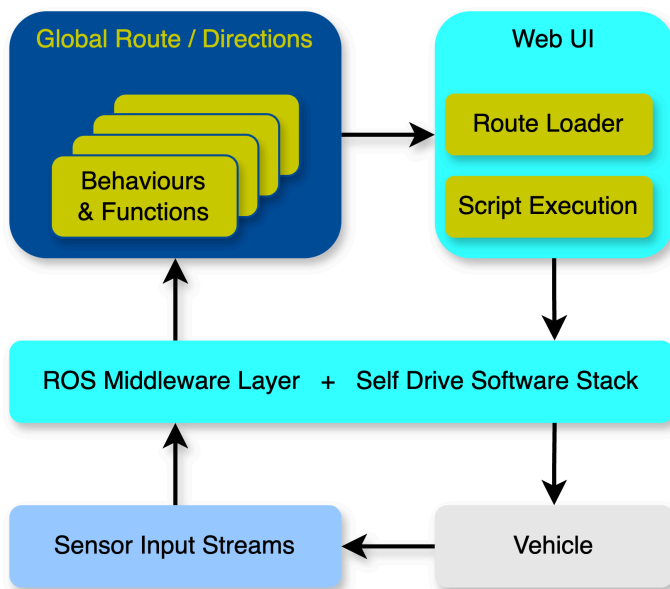 Global Route / Directions
Behaviours
& Functions
Web UI
Route Loader
Script Execution
ROS Middleware Layer + Self Drive Software Stack
Sensor Input Streams
Vehicle